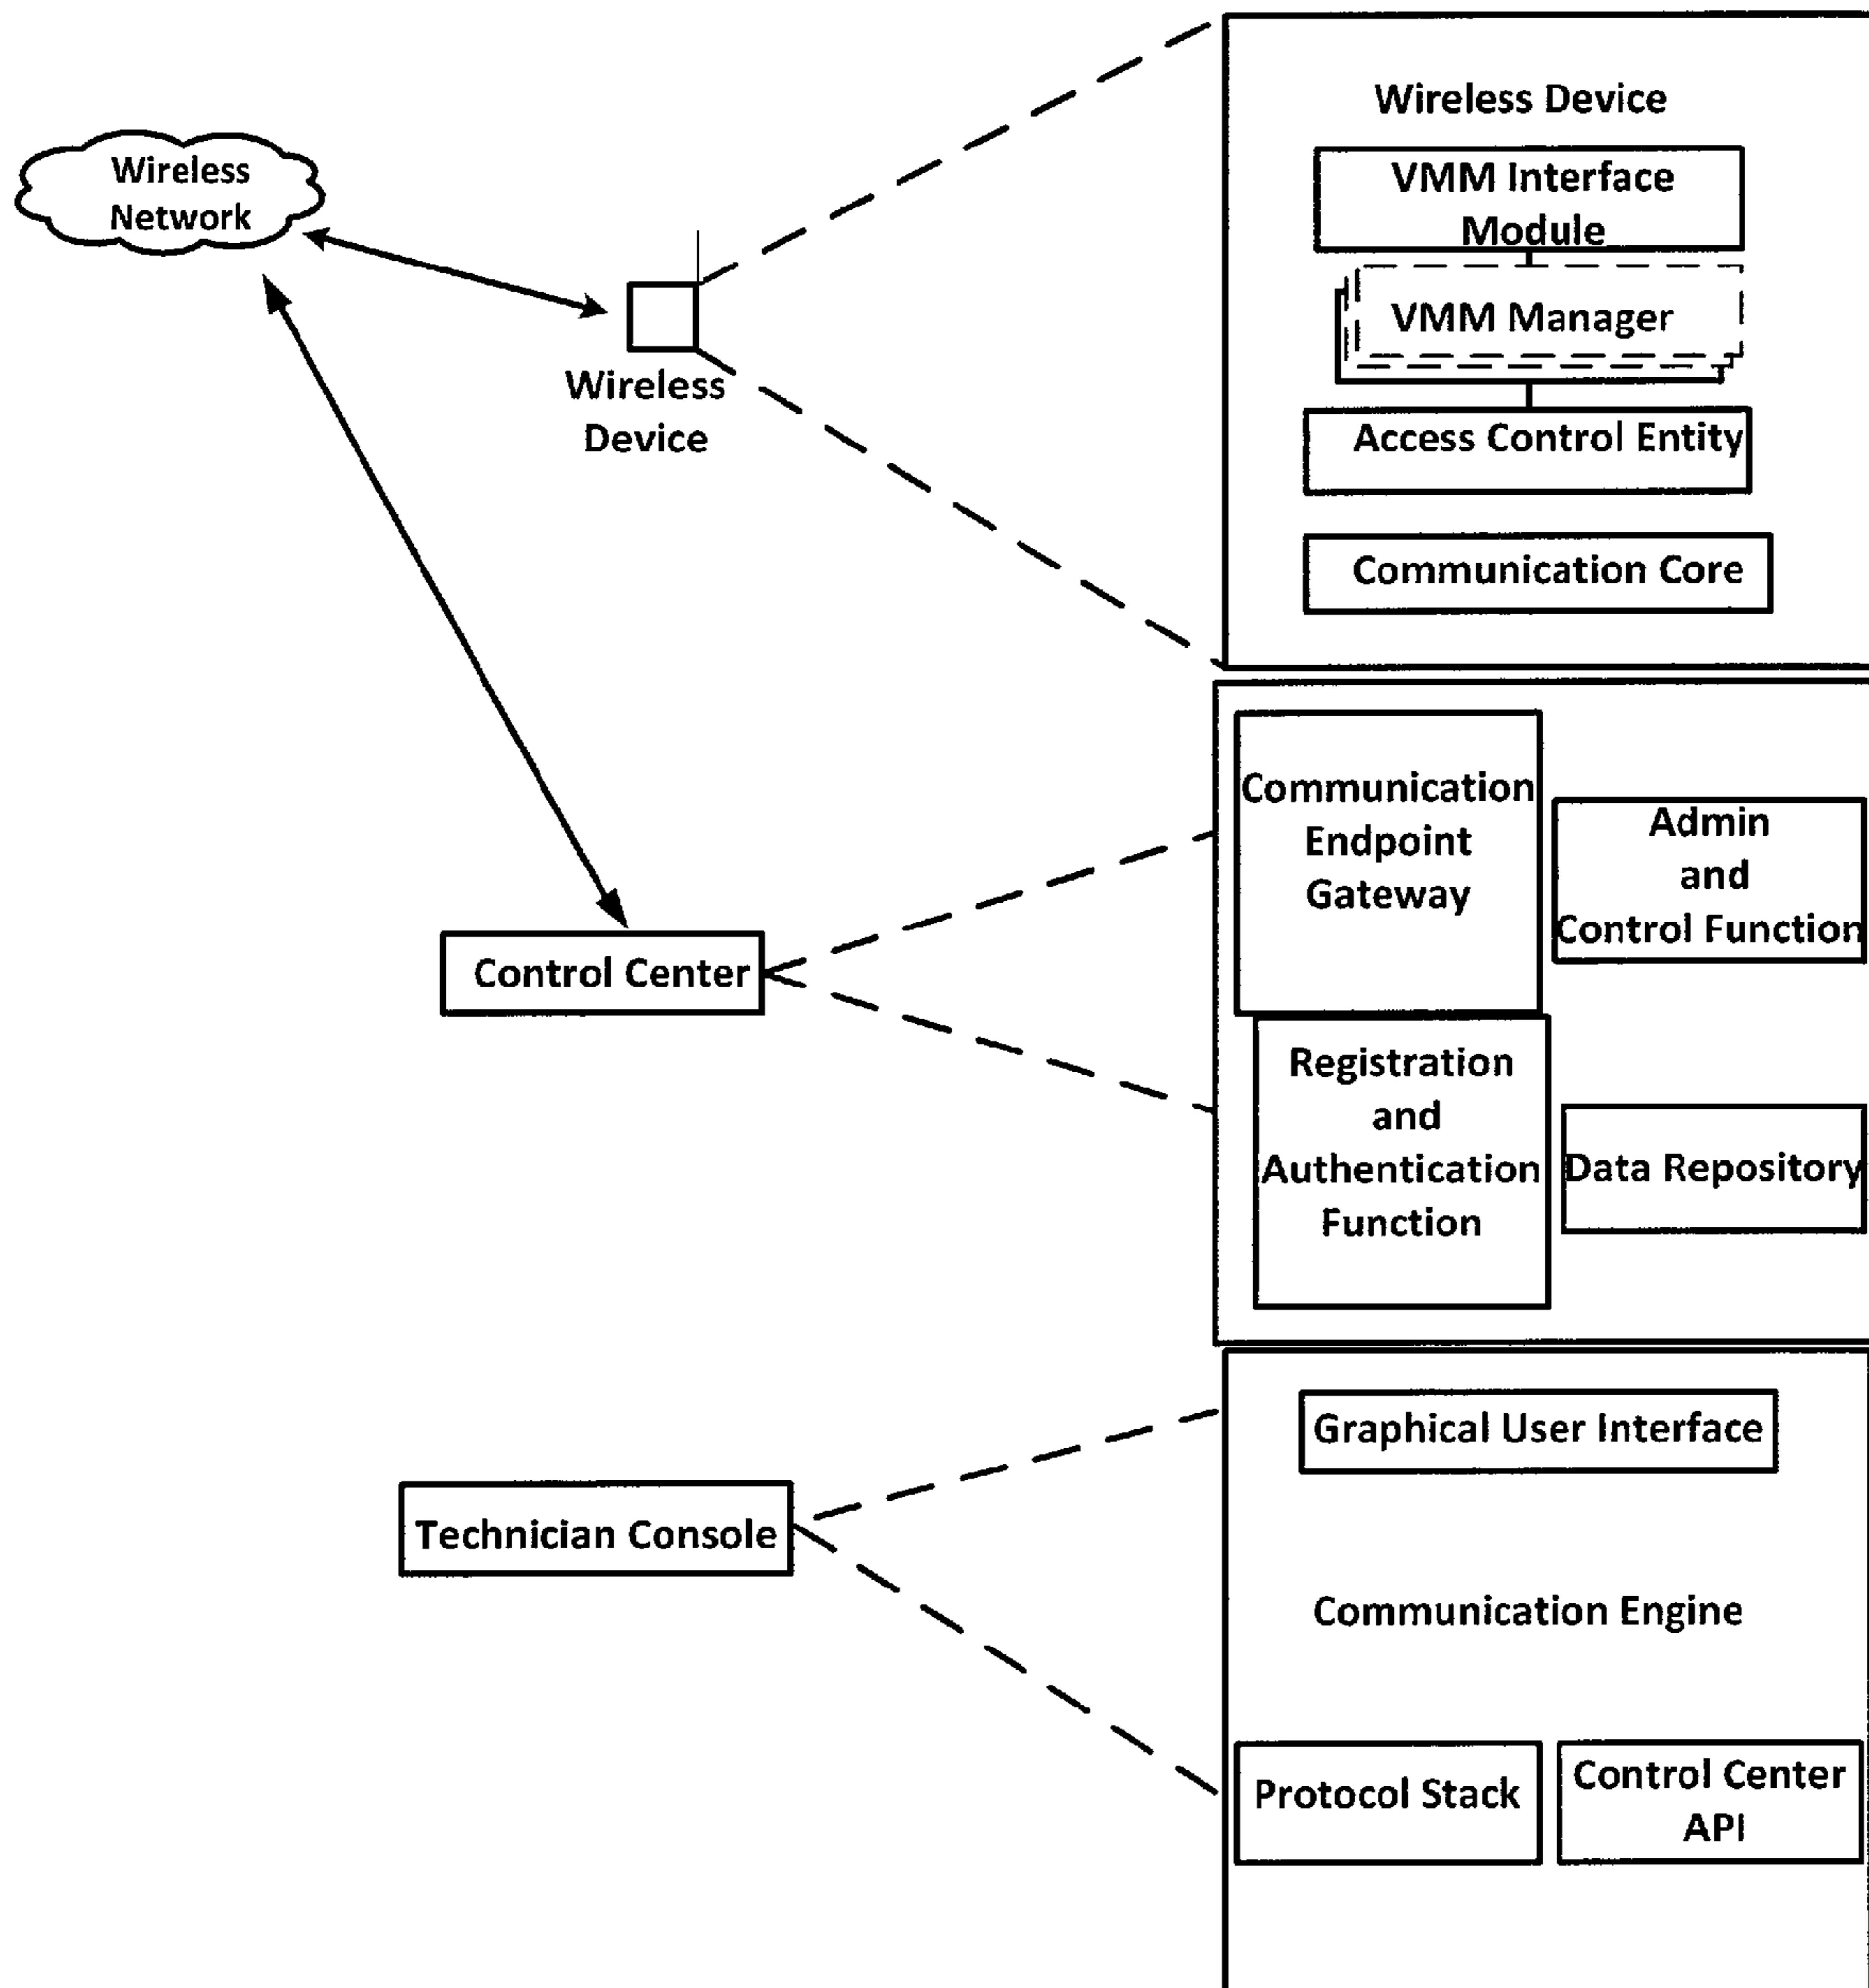 Wireless
Network
Wireless
Device
Wireless Device
VMM Interface
Module
VMM Manager
Access Control Entity
Communication Core
Control Center
Communication
Endpoint
Gateway
Admin
and
Control Function
Registration
and
Authentication
Function
Data Repository
Technician Console
Graphical User Interface
Communication Engine
Protocol Stack
Control Center
API